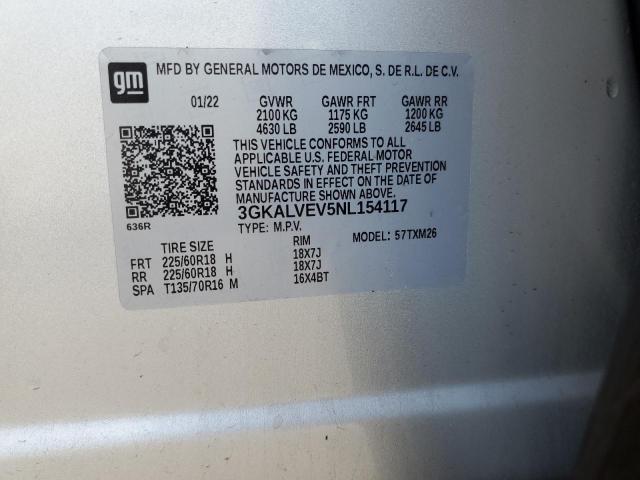 gm
MFD BY GENERAL MOTORS DE MEXICO, S. DE R.L. DE C.V.
01/22 GVWR GAWR FRT GAWR RR
2100 KG 1175 KG 1200 KG
4630 LB 2590 LB 2645 LB
THIS VEHICLE CONFORMS TO ALL
APPLICABLE U.S. FEDERAL MOTOR
VEHICLE SAFETY AND THEFT PREVENTION
STANDARDS IN EFFECT ON THE DATE OF
MANUFACTURE SHOWN ABOVE.
636R
3GKALVEV5NL154117
TYPE: M.P.V. MODEL: 57TXM26
TIRE SIZE RIM
FRT 225/60R18 H 18X7J
RR 225/60R18 H 18X7J
SPA T135/70R16 M 16X4BT